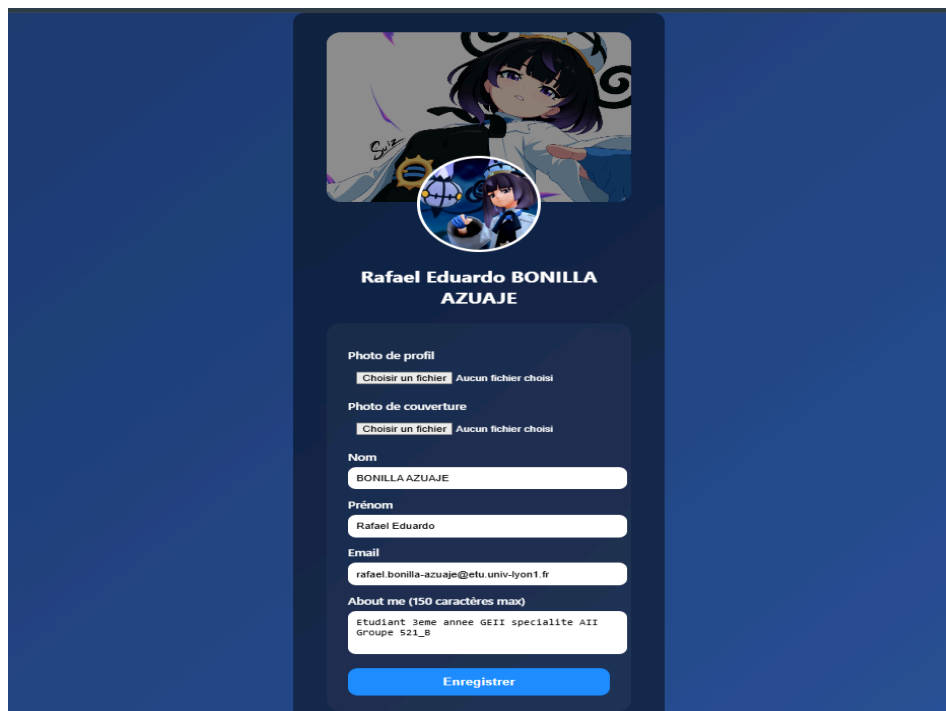 Suiz
Rafael Eduardo BONILLA
AZUAJE
Photo de profil
Choisir un fichier Aucun fichier choisi
Photo de couverture
Choisir un fichier Aucun fichier choisi
Nom
BONILLA AZUAJE
Prénom
Rafael Eduardo
Email
rafael.bonilla-azuaje@etu.univ-lyon1.fr
About me (150 caractères max)
Etudiant 3eme annee GEII specialite AII
Groupe 521_B
Enregistrer